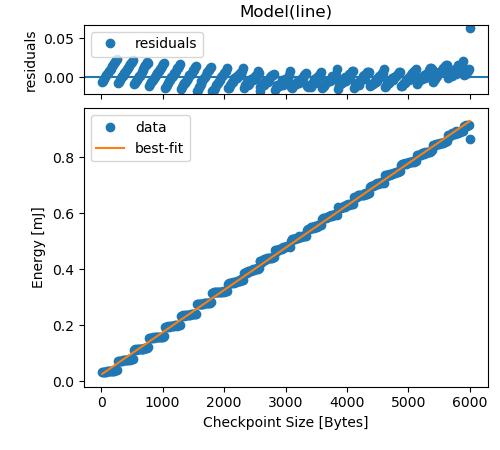 Model(line)
residuals
0.05
0.00
residuals
data
best-fit
Energy [mJ]
0.8
0.6
0.4
0.2
0.0
0
1000
2000
3000
4000
5000
6000
Checkpoint Size [Bytes]